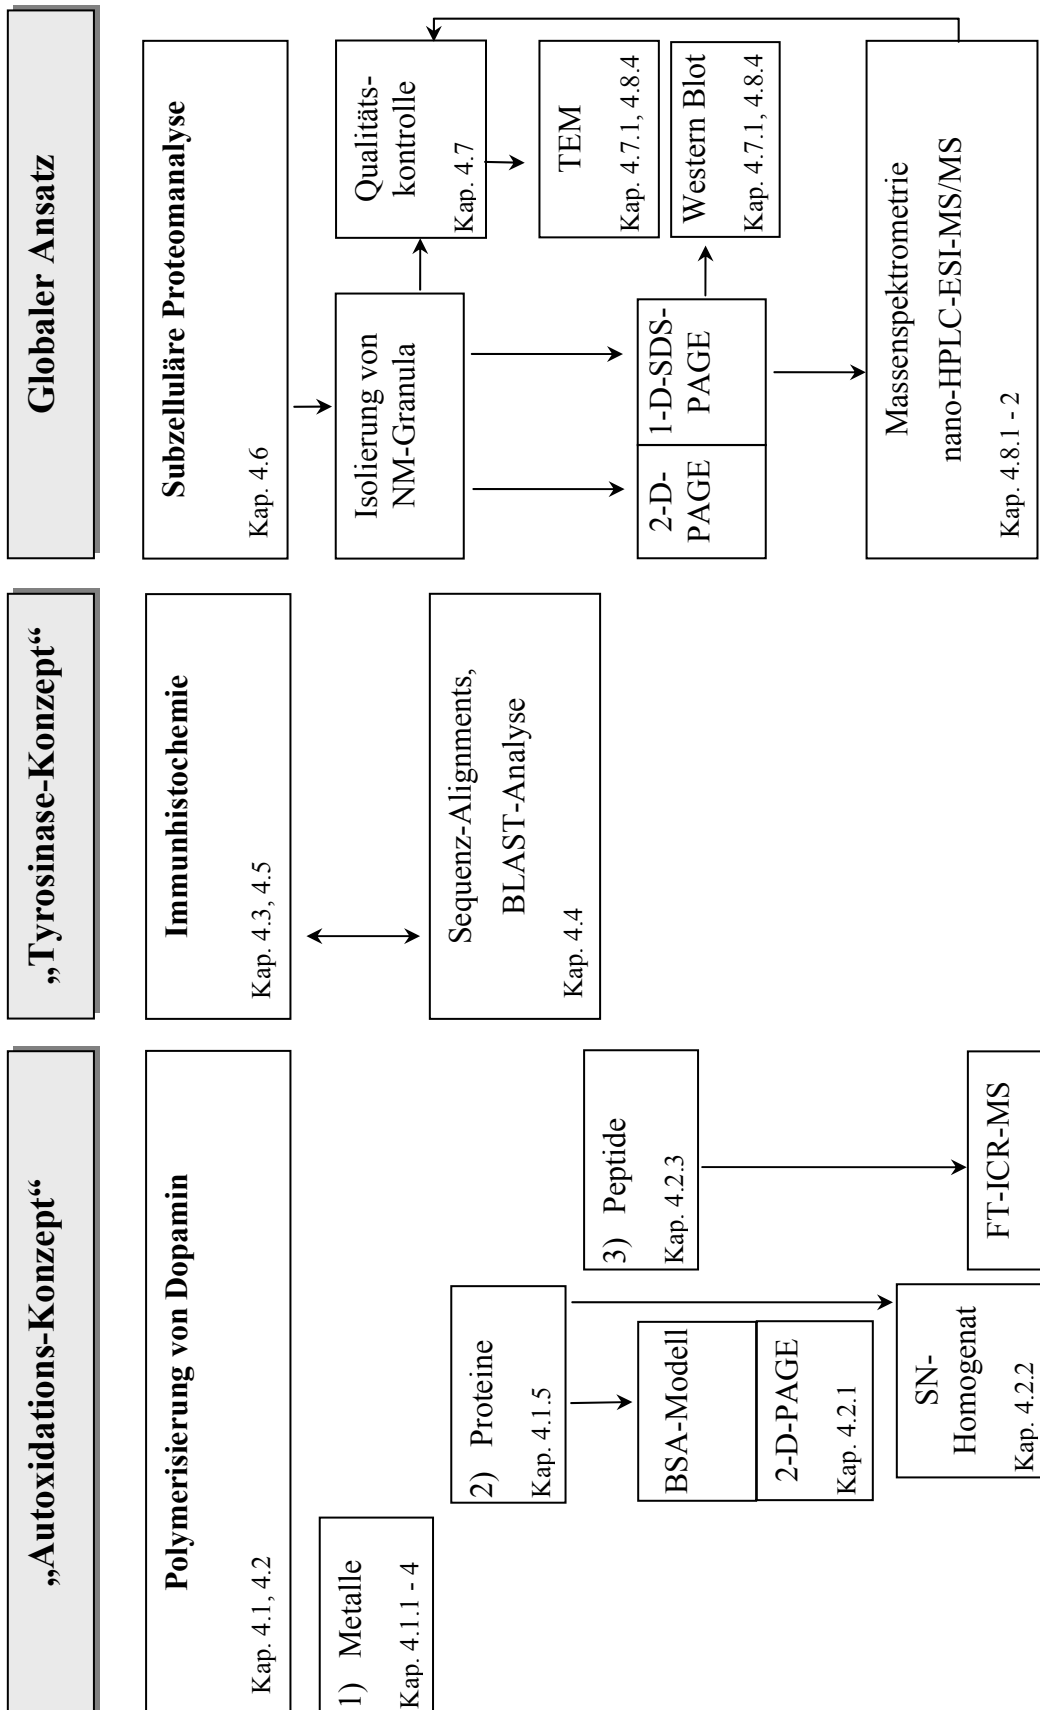 „Autoxidations-Konzept“
Polymerisierung von Dopamin
Kap. 4.1, 4.2
1) Metalle
Kap. 4.1.1 - 4
2) Proteine
Kap. 4.1.5
BSA-Modell
2-D-PAGE
Kap. 4.2.1
SN-
Homogenat
Kap. 4.2.2
3) Peptide
Kap. 4.2.3
FT-ICR-MS
„Tyrosinase-Konzept“
Immunhistochemie
Kap. 4.3, 4.5
Sequenz-Alignments,
BLAST-Analyse
Kap. 4.4
Globaler Ansatz
Subzelluläre Proteomanalyse
Kap. 4.6
Isolierung von
NM-Granula
Qualitäts-
kontrolle
Kap. 4.7
TEM
Kap. 4.7.1, 4.8.4
2-D-
PAGE
1-D-SDS-
PAGE
Western Blot
Kap. 4.7.1, 4.8.4
Massenspektrometrie
nano-HPLC-ESI-MS/MS
Kap. 4.8.1 - 2